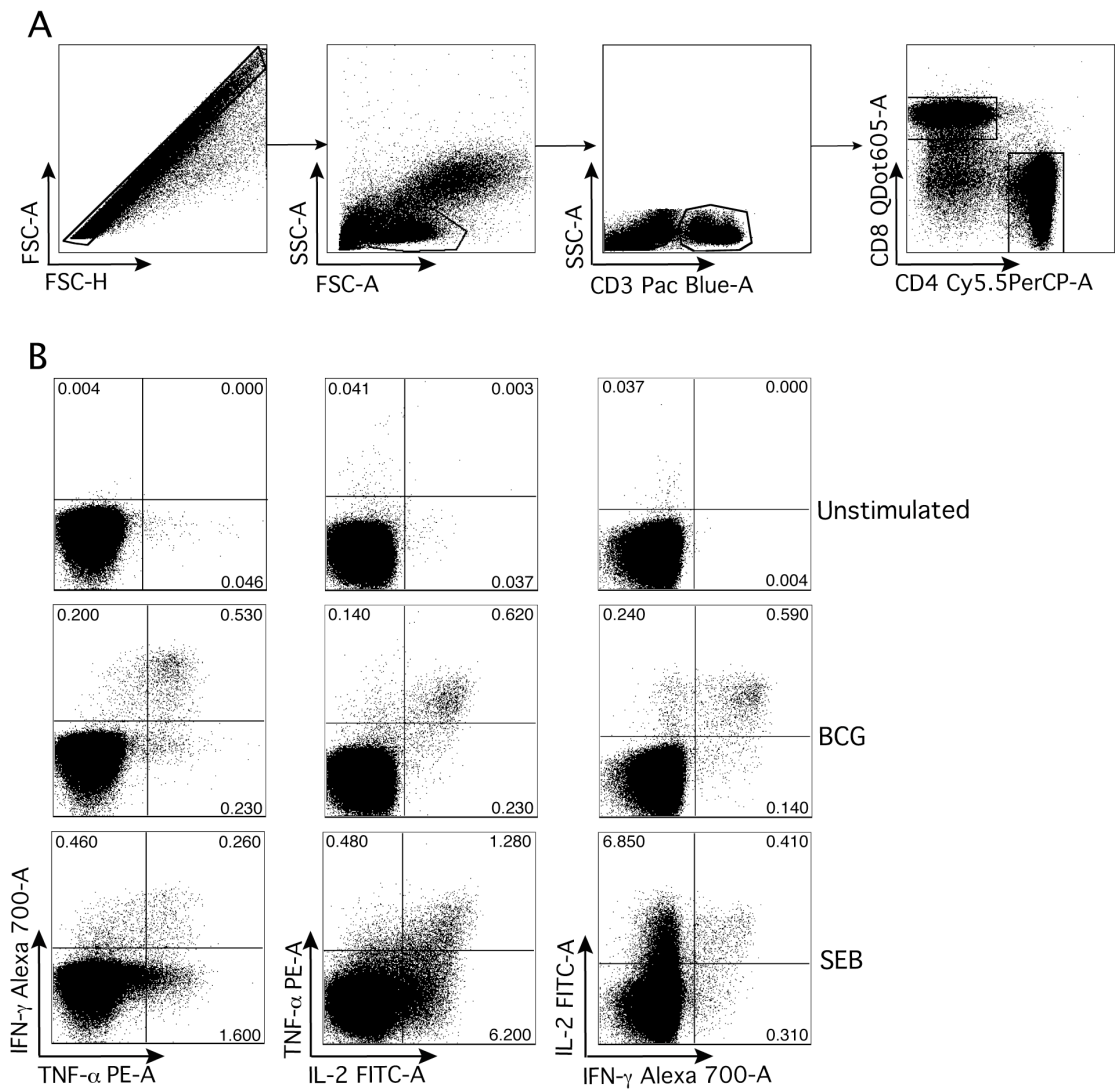 A
FSC-A
FSC-H
SSC-A
FSC-A
SSC-A
CD3 Pac Blue-A
CD8 QDot605-A
CD4 Cy5.5PerCP-A
B
0.004 0.000
0.046
0.041 0.003
0.037
0.037 0.000
0.004
Unstimulated
0.200 0.530
0.230
0.140 0.620
0.230
0.240 0.590
0.140
BCG
0.460 0.260
1.600
0.480 1.280
6.200
6.850 0.410
0.310
SEB
IFN-γ Alexa 700-A
TNF-α PE-A
TNF-α PE-A
IL-2 FITC-A
IL-2 FITC-A
IFN-γ Alexa 700-A